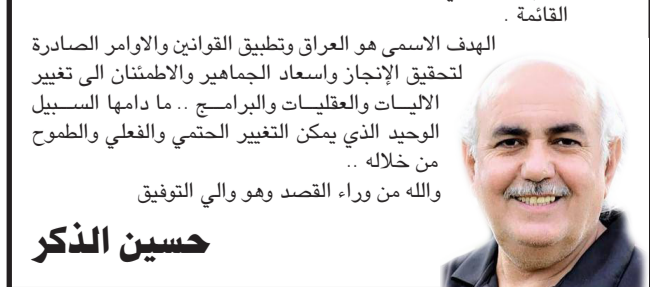 القائمة .
الهدف الاسمى هو العراق وتطبيق القوانين والاوامر الصادرة
لتحقيق الإنجاز واسعاد الجماهير والاطمئنان الى تغيير
الاليات والعقليات والبرامج .. ما دامها السبيل
الوحيد الذي يمكن التغيير الحتمي والفعلي والطموح
من خلاله ..
والله من وراء القصد وهو والي التوفيق
حسين الذكر